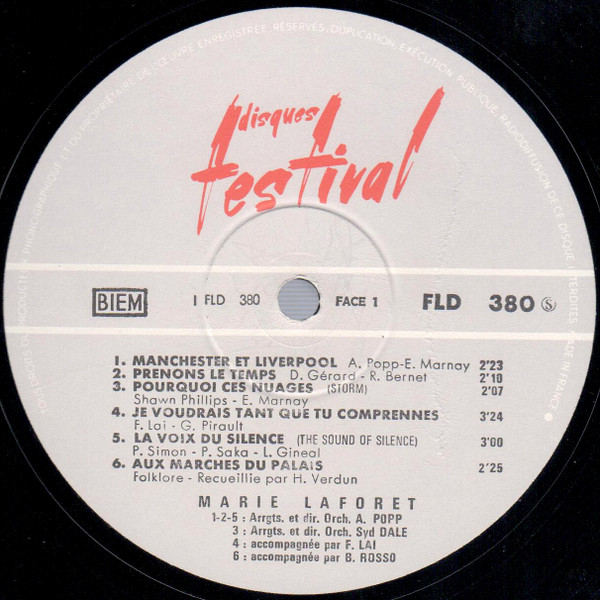 TOUS DROITS DU PRODUCTEUR PHONOGRAPHIQUE ET DU PROPRIÉTAIRE DE L'ŒUVRE ENREGISTRÉE, RÉSERVÉS, DUPLICATION, EXÉCUTION PUBLIQUE, RADIODIFFUSION DE CE DISQUE INTERDITES MADE IN FRANCE
disques
festival
BIEM
1 FLD 380
FACE 1
FLD 380 Ⓢ
1. MANCHESTER ET LIVERPOOL A. Popp-E. Marnay 2'23
2. PRENONS LE TEMPS D. Gérard - R. Bernet 2'10
3. POURQUOI CES NUAGES (STORM) 2'07
Shawn Phillips - E. Marnay
4. JE VOUDRAIS TANT QUE TU COMPRENNES 3'24
F. Lai - G. Pirault
5. LA VOIX DU SILENCE (THE SOUND OF SILENCE) 3'00
P. Simon - P. Saka - L. Gineal
6. AUX MARCHES DU PALAIS 2'25
Folklore - Recueillie par H. Verdun
MARIE LAFORET
1-2-5 : Arrgts. et dir. Orch. A. POPP
3 : Arrgts. et dir. Orch. Syd DALE
4 : accompagnée par F. LAI
6 : accompagnée par B. ROSSO